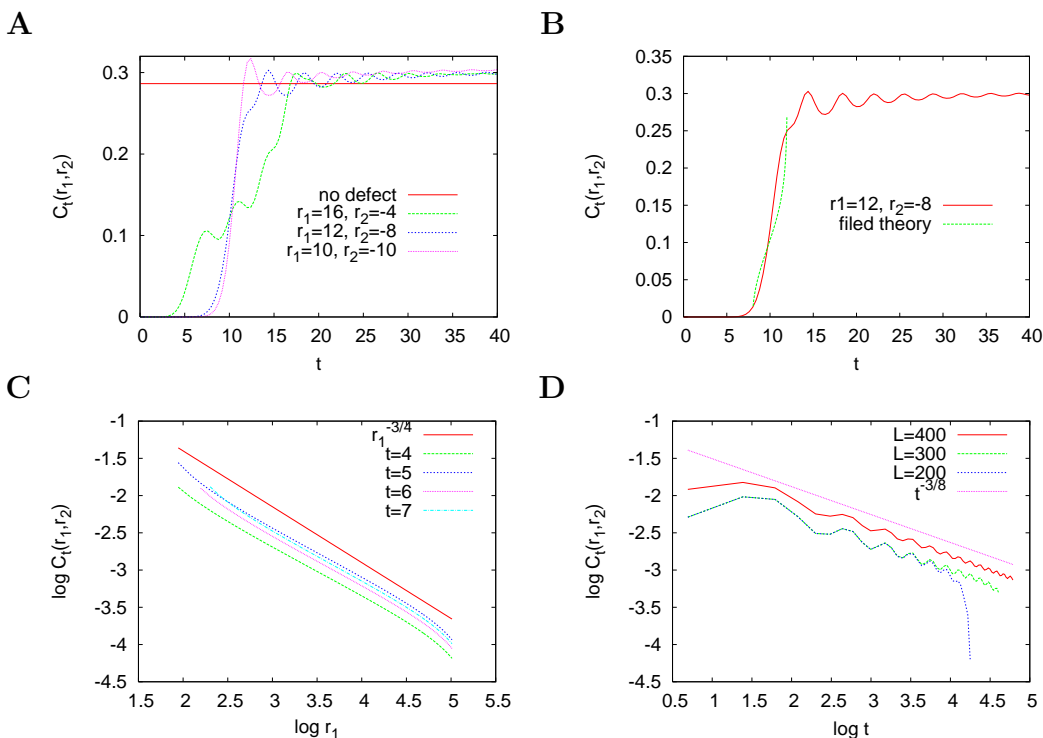 A
C_t(r_1,r_2)
0.3
0.2
0.1
0
no defect
r_1=16, r_2=-4
r_1=12, r_2=-8
r_1=10, r_2=-10
0 5 10 15 20 25 30 35 40
t
B
C_t(r_1,r_2)
0.35
0.3
0.25
0.2
0.15
0.1
0.05
0
r1=12, r_2=-8
filed theory
0 10 20 30 40
t
C
log C_t(r_1,r_2)
-1
-1.5
-2
-2.5
-3
-3.5
-4
-4.5
r_1^-3/4
t=4
t=5
t=6
t=7
1.5 2 2.5 3 3.5 4 4.5 5 5.5
log r_1
D
log C_t(r_1,r_2)
-1
-1.5
-2
-2.5
-3
-3.5
-4
-4.5
L=400
L=300
L=200
t^-3/8
0.5 1 1.5 2 2.5 3 3.5 4 4.5 5
log t